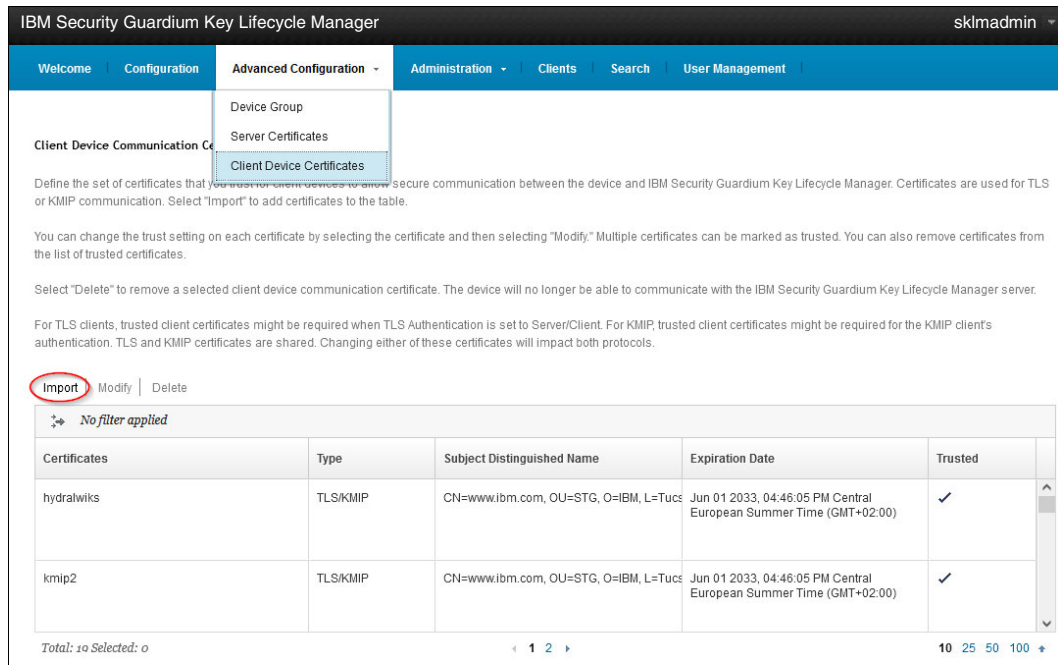 IBM Security Guardium Key Lifecycle Manager
sklmadmin
Welcome
Configuration
Advanced Configuration
Administration
Clients
Search
User Management
Device Group
Server Certificates
Client Device Certificates
Client Device Communication Ce
Define the set of certificates that you trust for client devices to allow secure communication between the device and IBM Security Guardium Key Lifecycle Manager. Certificates are used for TLS
or KMIP communication. Select "Import" to add certificates to the table.
You can change the trust setting on each certificate by selecting the certificate and then selecting "Modify." Multiple certificates can be marked as trusted. You can also remove certificates from
the list of trusted certificates.
Select "Delete" to remove a selected client device communication certificate. The device will no longer be able to communicate with the IBM Security Guardium Key Lifecycle Manager server.
For TLS clients, trusted client certificates might be required when TLS Authentication is set to Server/Client. For KMIP, trusted client certificates might be required for the KMIP client's
authentication. TLS and KMIP certificates are shared. Changing either of these certificates will impact both protocols.
Import | Modify | Delete
No filter applied
Certificates
Type
Subject Distinguished Name
Expiration Date
Trusted
hydralwiks
TLS/KMIP
CN=www.ibm.com, OU=STG, O=IBM, L=Tucs
Jun 01 2033, 04:46:05 PM Central
European Summer Time (GMT+02:00)
kmip2
TLS/KMIP
CN=www.ibm.com, OU=STG, O=IBM, L=Tucs
Jun 01 2033, 04:46:05 PM Central
European Summer Time (GMT+02:00)
Total: 19 Selected: 0
1 2
10 25 50 100